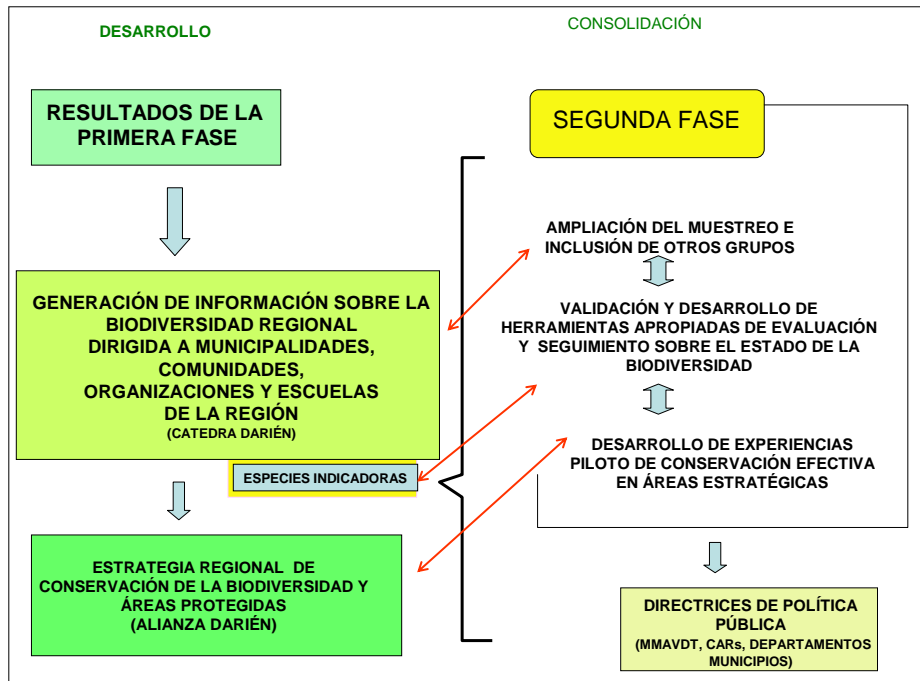 DESARROLLO
CONSOLIDACIÓN
RESULTADOS DE LA
PRIMERA FASE
SEGUNDA FASE
AMPLIACIÓN DEL MUESTREO E
INCLUSIÓN DE OTROS GRUPOS
GENERACIÓN DE INFORMACIÓN SOBRE LA
BIODIVERSIDAD REGIONAL
DIRIGIDA A MUNICIPALIDADES,
COMUNIDADES,
ORGANIZACIONES Y ESCUELAS
DE LA REGIÓN
(CATEDRA DARIÉN)
VALIDACIÓN Y DESARROLLO DE
HERRAMIENTAS APROPIADAS DE EVALUACIÓN
Y SEGUIMIENTO SOBRE EL ESTADO DE LA
BIODIVERSIDAD
ESPECIES INDICADORAS
DESARROLLO DE EXPERIENCIAS
PILOTO DE CONSERVACIÓN EFECTIVA
EN ÁREAS ESTRATÉGICAS
ESTRATEGIA REGIONAL DE
CONSERVACIÓN DE LA BIODIVERSIDAD Y
ÁREAS PROTEGIDAS
(ALIANZA DARIÉN)
DIRECTRICES DE POLÍTICA
PÚBLICA
(MMAVDT, CARs, DEPARTAMENTOS
MUNICIPIOS)